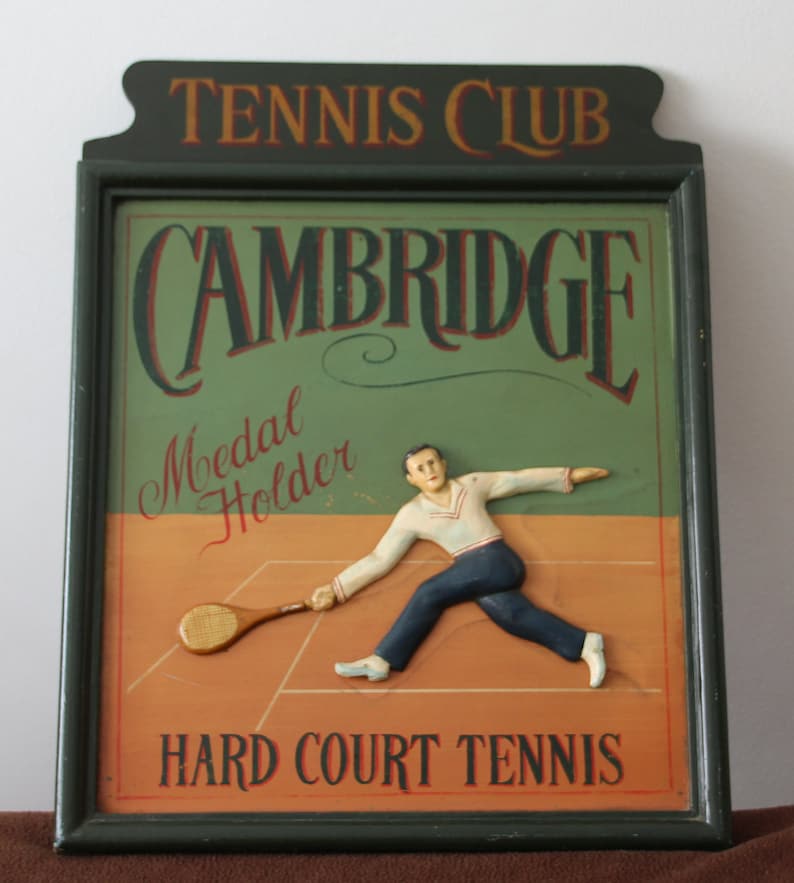 TENNIS CLUB
CAMBRIDGE
Medal
Holder
HARD COURT TENNIS